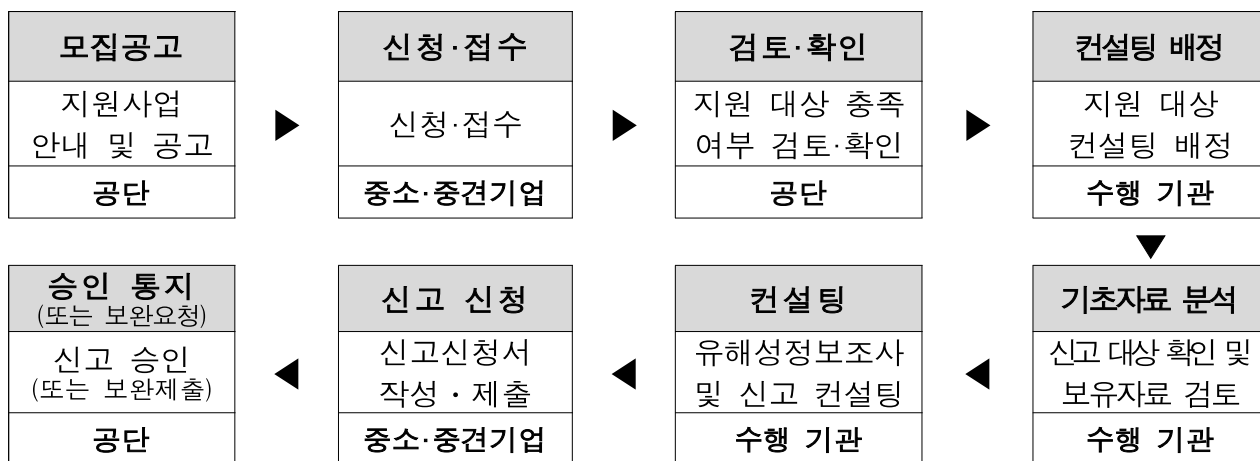 모집공고
지원사업
안내 및 공고
공단
신청·접수
신청·접수
중소·중견기업
검토·확인
지원 대상 충족
여부 검토·확인
공단
컨설팅 배정
지원 대상
컨설팅 배정
수행 기관
기초자료 분석
신고 대상 확인 및
보유자료 검토
수행 기관
컨설팅
유해성정보조사
및 신고 컨설팅
수행 기관
신고 신청
신고신청서
작성·제출
중소·중견기업
승인 통지
(또는 보완요청)
신고 승인
(또는 보완제출)
공단